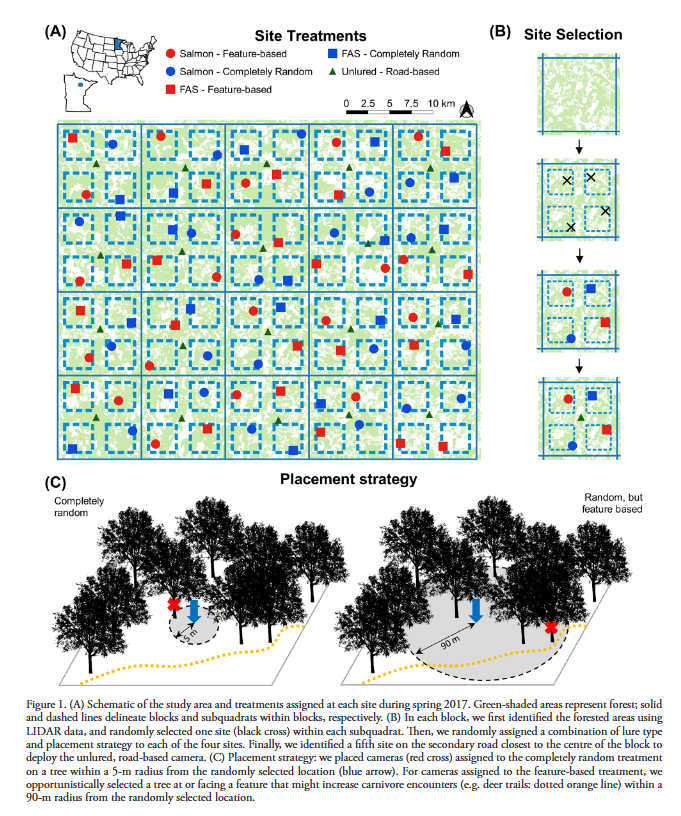 (A)
Site Treatments
Salmon - Feature-based
FAS - Completely Random
Salmon - Completely Random
Unlured - Road-based
FAS - Feature-based
0 2.5 5 7.5 10 km
(B)
Site Selection
(C)
Placement strategy
Completely
random
Random, but
feature based
5 m
90 m
Figure 1. (A) Schematic of the study area and treatments assigned at each site during spring 2017. Green-shaded areas represent forest; solid
and dashed lines delineate blocks and subquadrats within blocks, respectively. (B) In each block, we first identified the forested areas using
LIDAR data, and randomly selected one site (black cross) within each subquadrat. Then, we randomly assigned a combination of lure type
and placement strategy to each of the four sites. Finally, we identified a fifth site on the secondary road closest to the centre of the block to
deploy the unlured, road-based camera. (C) Placement strategy: we placed cameras (red cross) assigned to the completely random treatment
on a tree within a 5-m radius from the randomly selected location (blue arrow). For cameras assigned to the feature-based treatment, we
opportunistically selected a tree at or facing a feature that might increase carnivore encounters (e.g. deer trails: dotted orange line) within a
90-m radius from the randomly selected location.